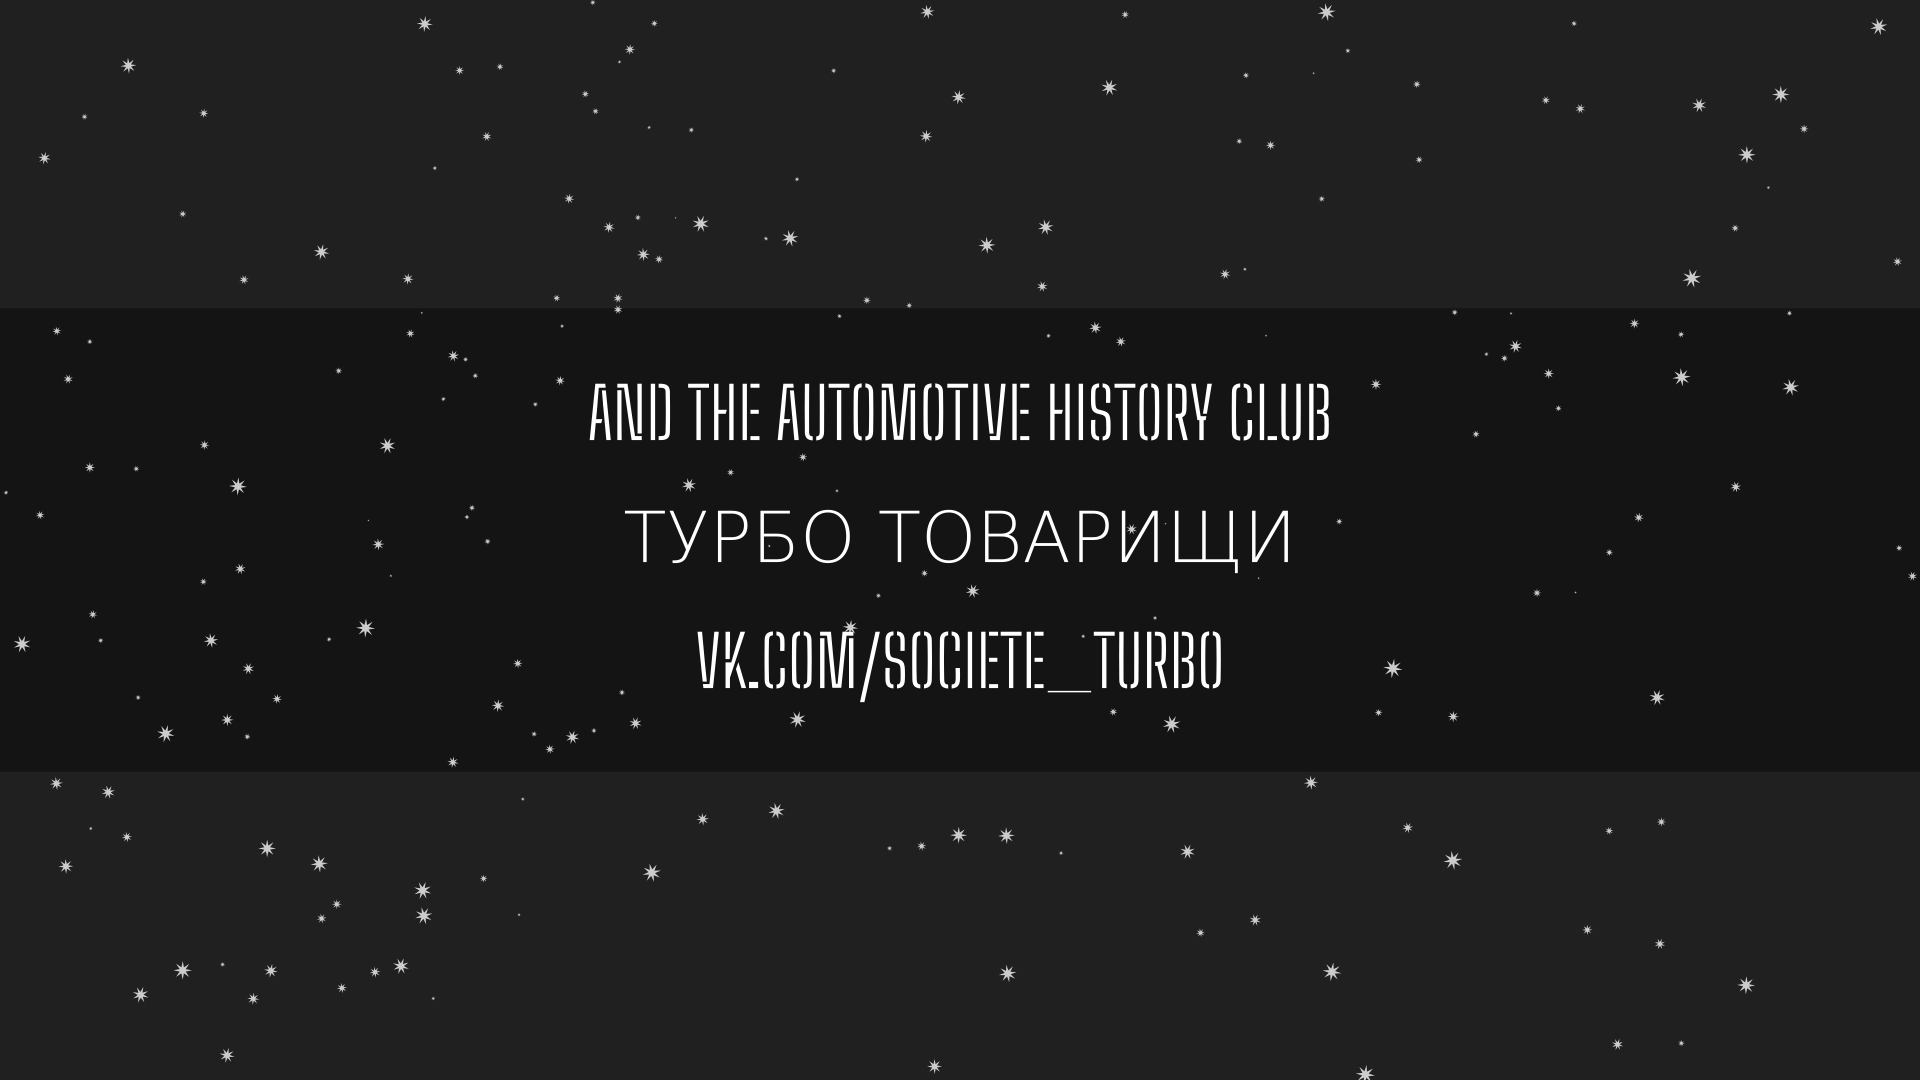 AND THE AUTOMOTIVE HISTORY CLUB
ТУРБО ТОВАРИЩИ
VK.COM/SOCIETE_TURBO